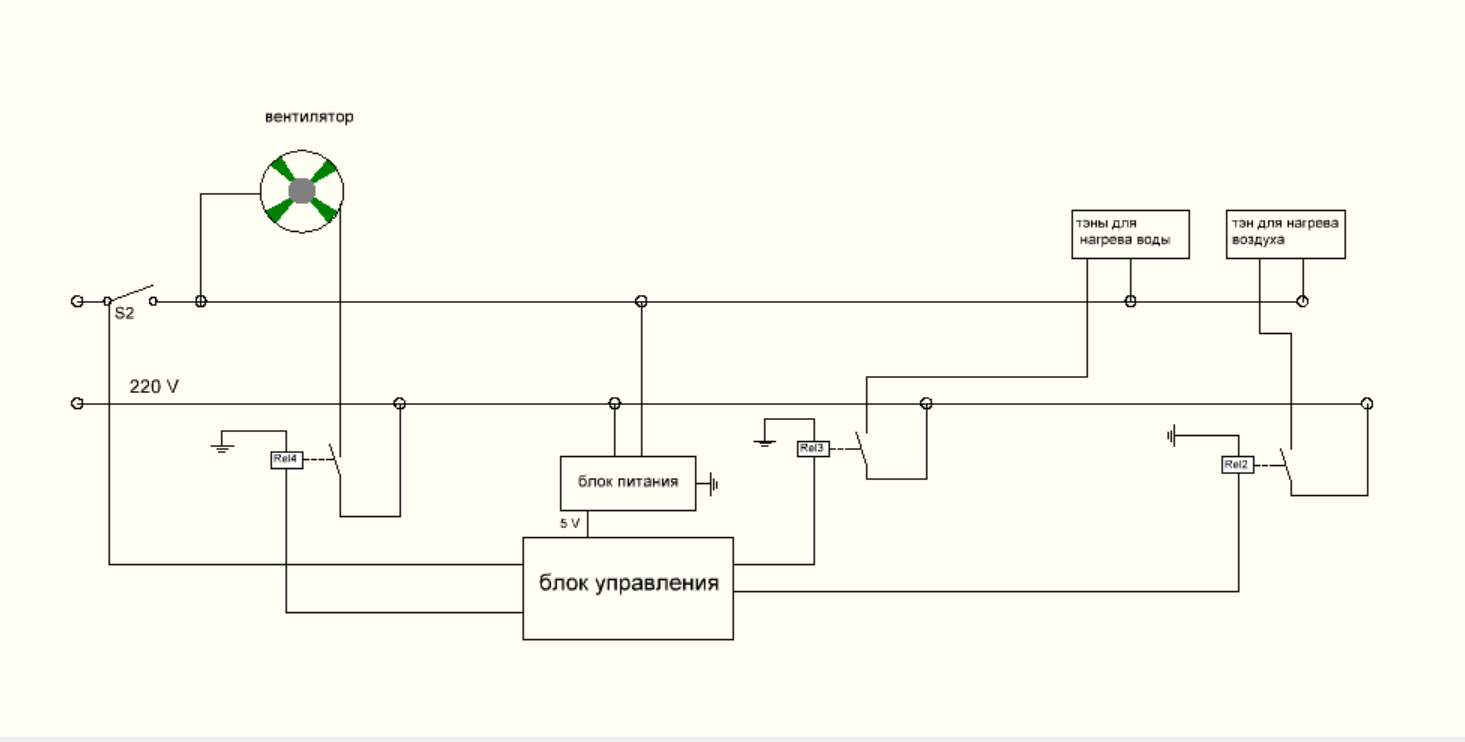 вентилятор
тэны для
нагрева воды
тэн для нагрева
воздуха
S2
220 V
Rel4
Rel3
Rel2
блок питания
5 V
блок управления